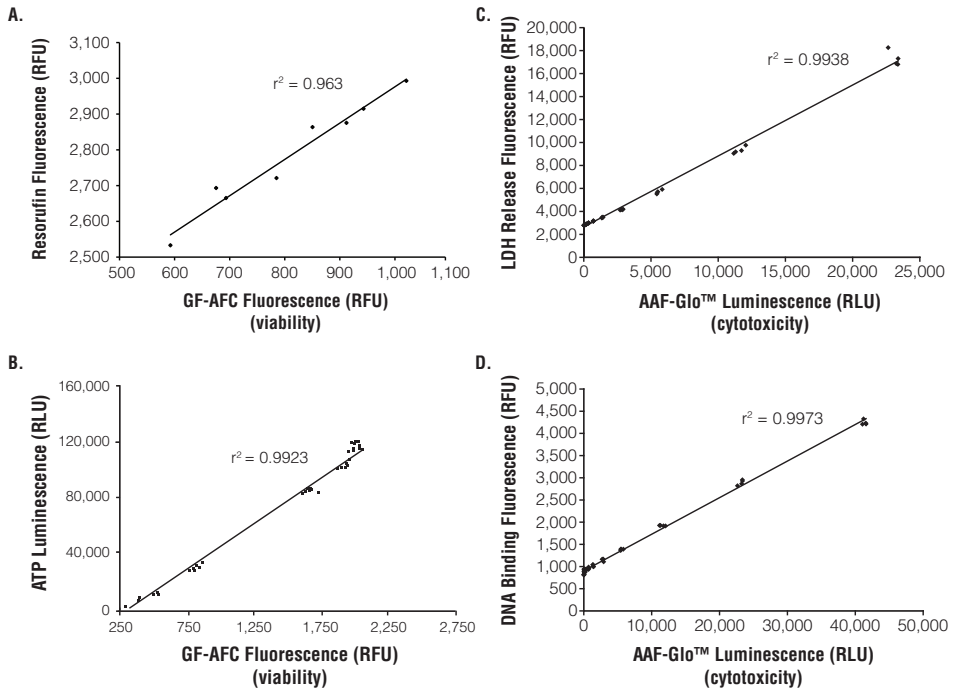 A.
Resorufin Fluorescence (RFU)
3,100
3,000
2,900
2,800
2,700
2,600
2,500
r² = 0.963
500
600
700
800
900
1,000
1,100
GF-AFC Fluorescence (RFU)
(viability)
C.
LDH Release Fluorescence (RFU)
20,000
18,000
16,000
14,000
12,000
10,000
8,000
6,000
4,000
2,000
0
r² = 0.9938
0
5,000
10,000
15,000
20,000
25,000
AAF-Glo™ Luminescence (RLU)
(cytotoxicity)
B.
ATP Luminescence (RLU)
160,000
120,000
80,000
40,000
0
r² = 0.9923
250
750
1,250
1,750
2,250
2,750
GF-AFC Fluorescence (RFU)
(viability)
D.
DNA Binding Fluorescence (RFU)
5,000
4,500
4,000
3,500
3,000
2,500
2,000
1,500
1,000
500
0
r² = 0.9973
0
10,000
20,000
30,000
40,000
50,000
AAF-Glo™ Luminescence (RLU)
(cytotoxicity)